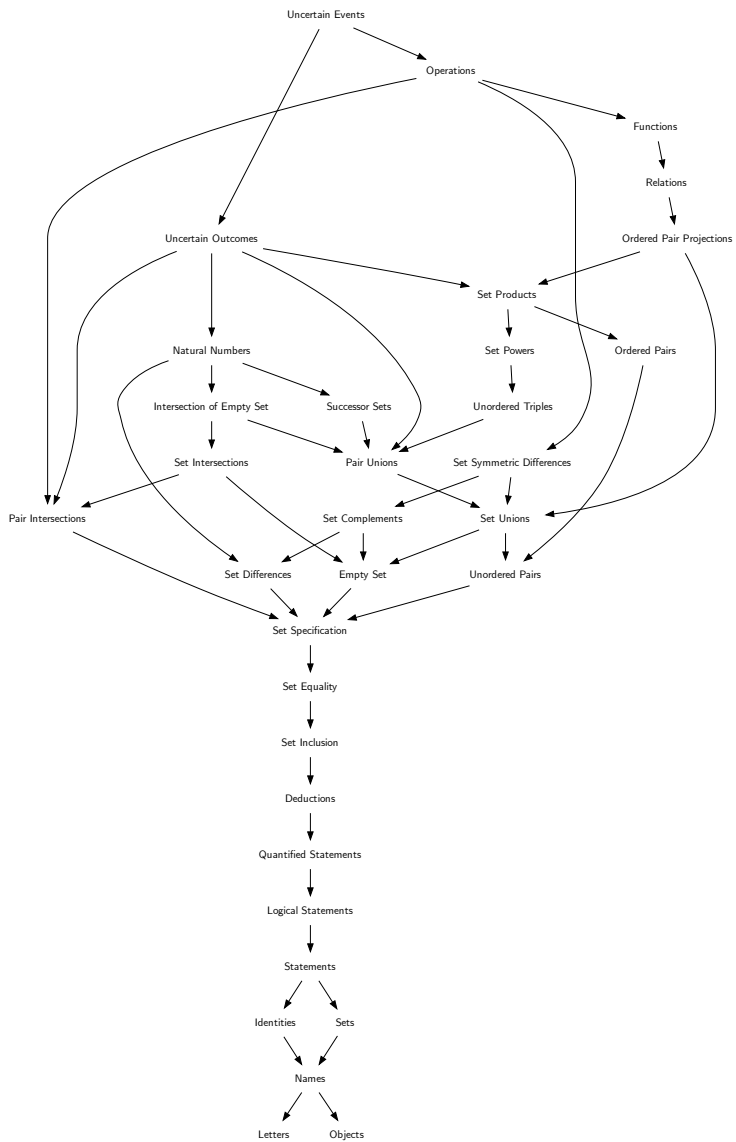 Uncertain Events
Operations
Functions
Relations
Uncertain Outcomes
Ordered Pair Projections
Set Products
Natural Numbers
Set Powers
Ordered Pairs
Intersection of Empty Set
Successor Sets
Unordered Triples
Set Intersections
Pair Unions
Set Symmetric Differences
Pair Intersections
Set Complements
Set Unions
Set Differences
Empty Set
Unordered Pairs
Set Specification
Set Equality
Set Inclusion
Deductions
Quantified Statements
Logical Statements
Statements
Identities
Sets
Names
Letters
Objects